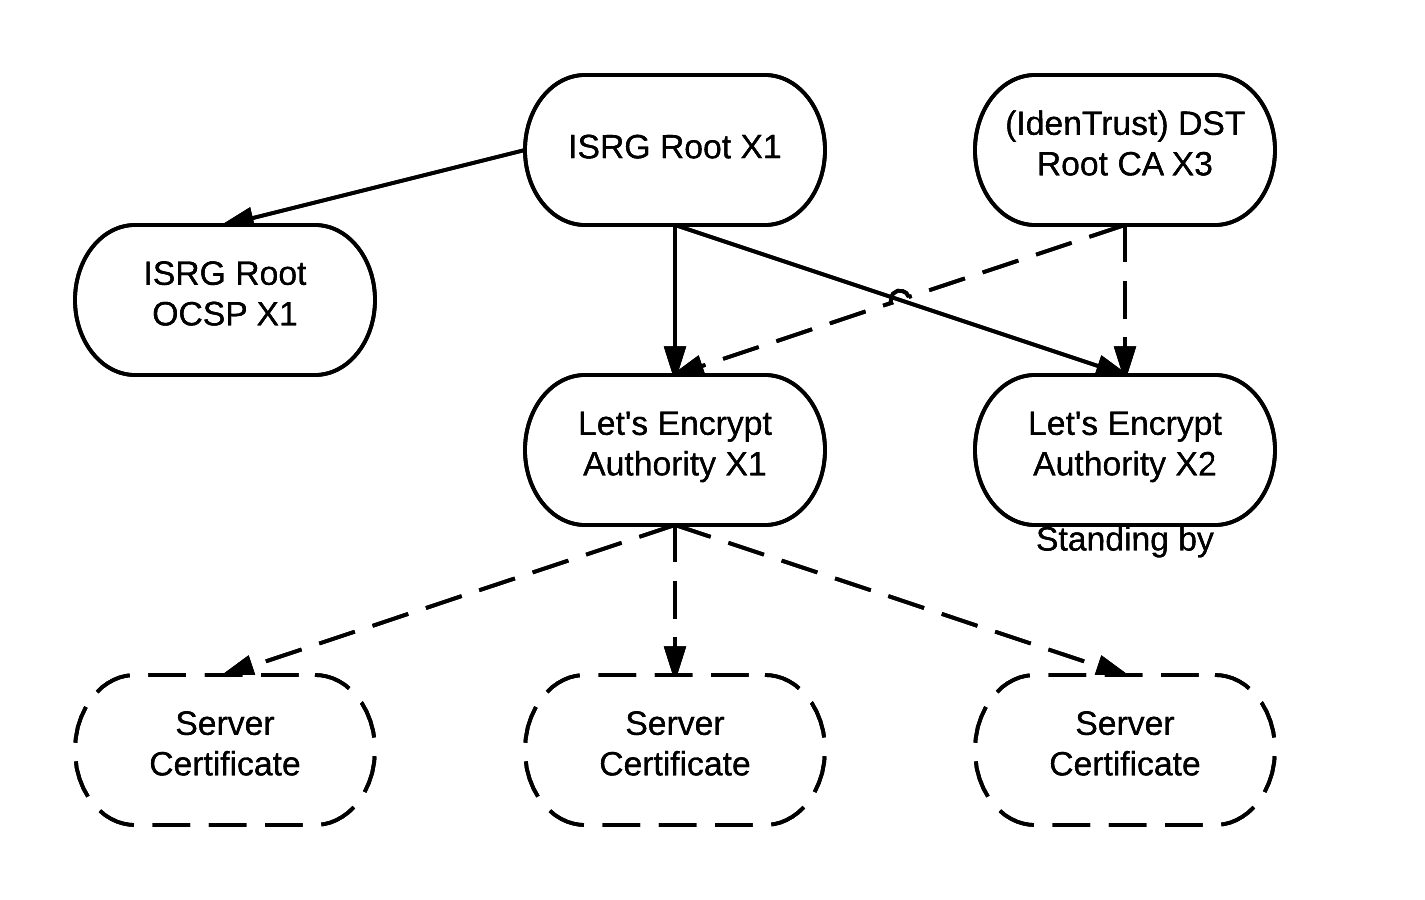 ISRG Root X1
(IdenTrust) DST
Root CA X3
ISRG Root
OCSP X1
Let's Encrypt
Authority X1
Let's Encrypt
Authority X2
Standing by
Server
Certificate
Server
Certificate
Server
Certificate